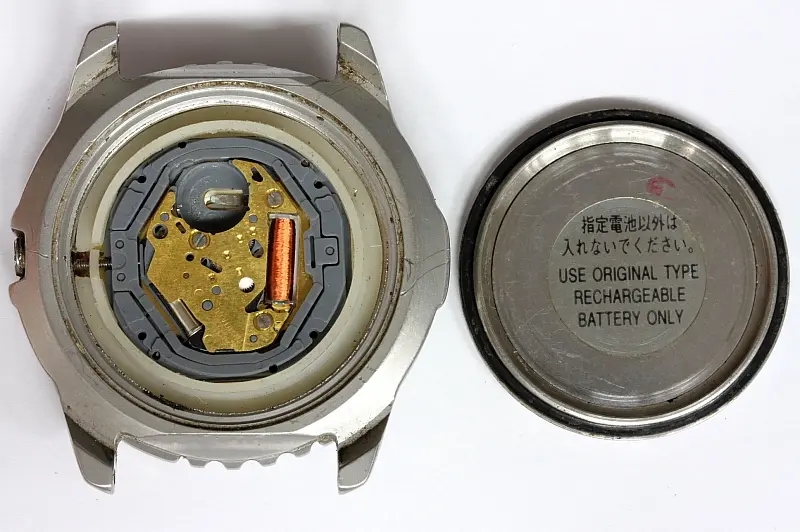 指定電池以外は
入れないでください。
USE ORIGINAL TYPE
RECHARGEABLE
BATTERY ONLY